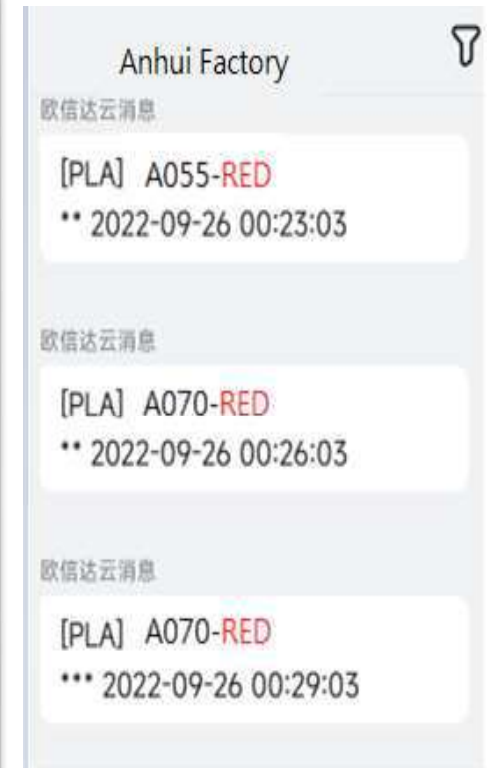 Anhui Factory
欧信达云消息
[PLA] A055-RED
** 2022-09-26 00:23:03
欧信达云消息
[PLA] A070-RED
** 2022-09-26 00:26:03
欧信达云消息
[PLA] A070-RED
*** 2022-09-26 00:29:03